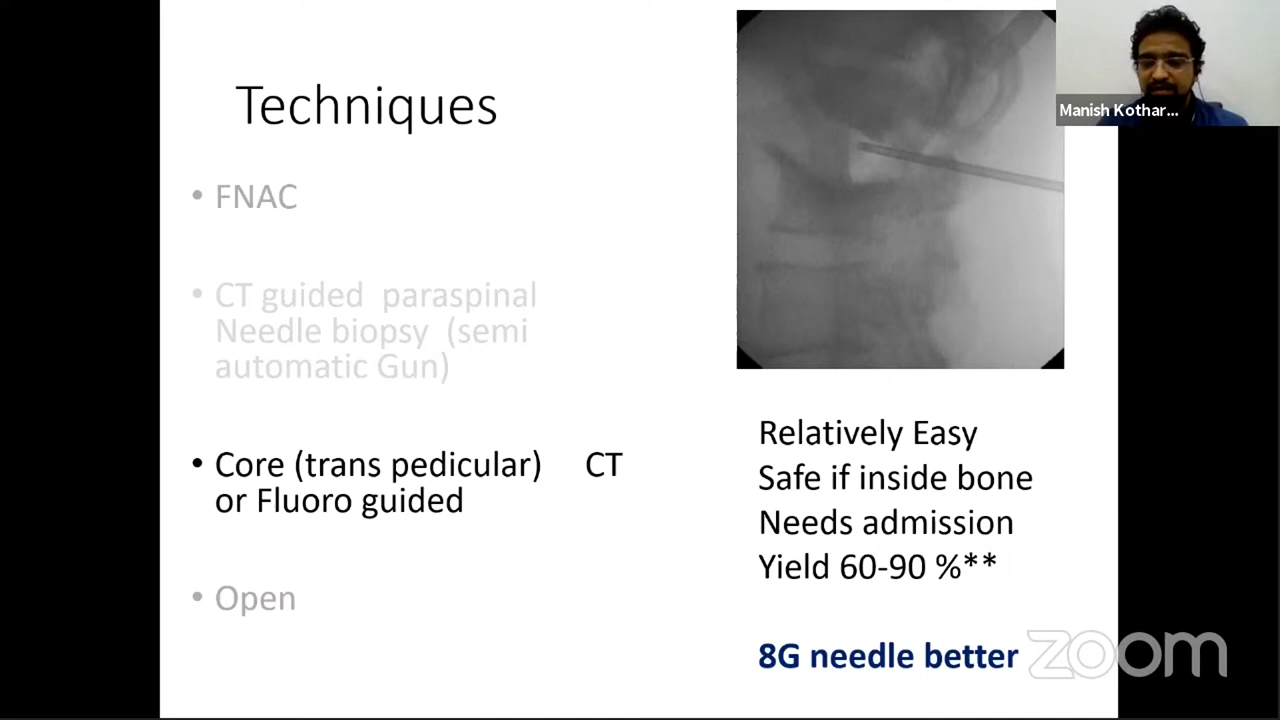 Techniques
• FNAC
• CT guided paraspinal
Needle biopsy (semi
automatic Gun)
• Core (trans pedicular) CT
or Fluoro guided
• Open
Manish Kothar...
Relatively Easy
Safe if inside bone
Needs admission
Yield 60-90 %**
8G needle better
zoom